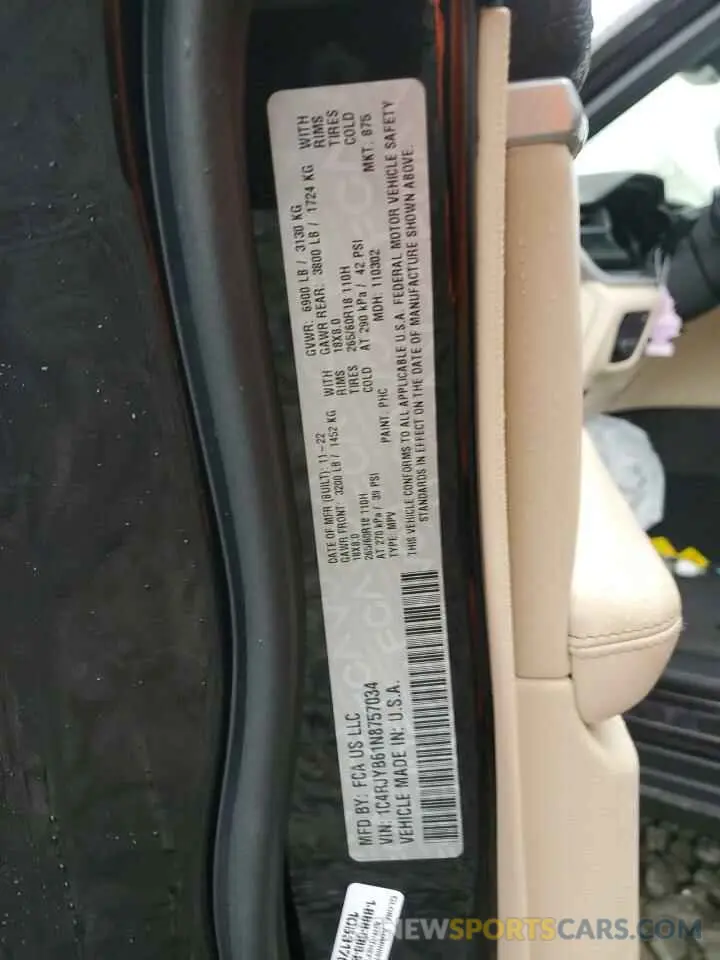 MFD BY: FCA US LLC
VIN: 1C4RJYB61N8757034
VEHICLE MADE IN: U.S.A.
DATE OF MFR (BUILT): 11-22
GAWR FRONT: 3200 LB / 1452 KG WITH
18X8.0 RIMS
265/60R18 110H TIRES
AT 270 kPa / 39 PSI COLD
TYPE: MPV PAINT: PHC
GVWR: 6900 LB / 3130 KG
GAWR REAR: 3800 LB / 1724 KG WITH
18X8.0 RIMS
265/60R18 110H TIRES
AT 290 kPa / 42 PSI COLD
MDH: 110302 MKT: 875
THIS VEHICLE CONFORMS TO ALL APPLICABLE U.S.A. FEDERAL MOTOR VEHICLE SAFETY
STANDARDS IN EFFECT ON THE DATE OF MANUFACTURE SHOWN ABOVE.
NEWSPORTSCARS.COM